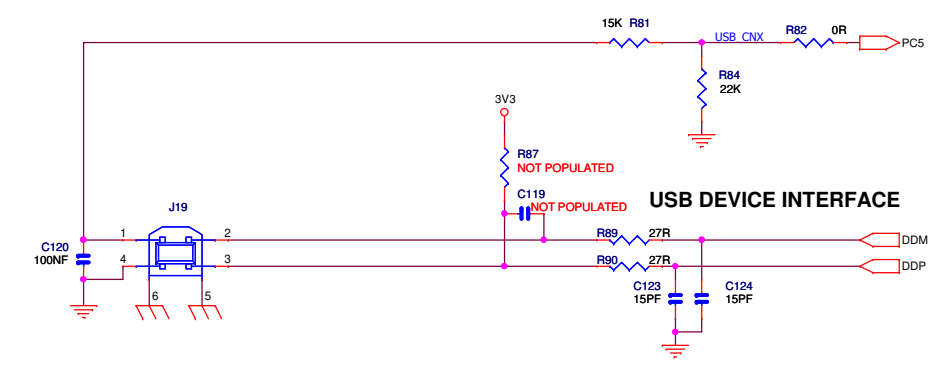 15K R81
USB_CNX
R82 0R
PC5
R84
22K
3V3
R87
NOT POPULATED
C119
NOT POPULATED
USB DEVICE INTERFACE
J19
1
2
R89 27R
DDM
C120
100NF
4
3
R90 27R
DDP
C123
15PF
C124
15PF
6
5